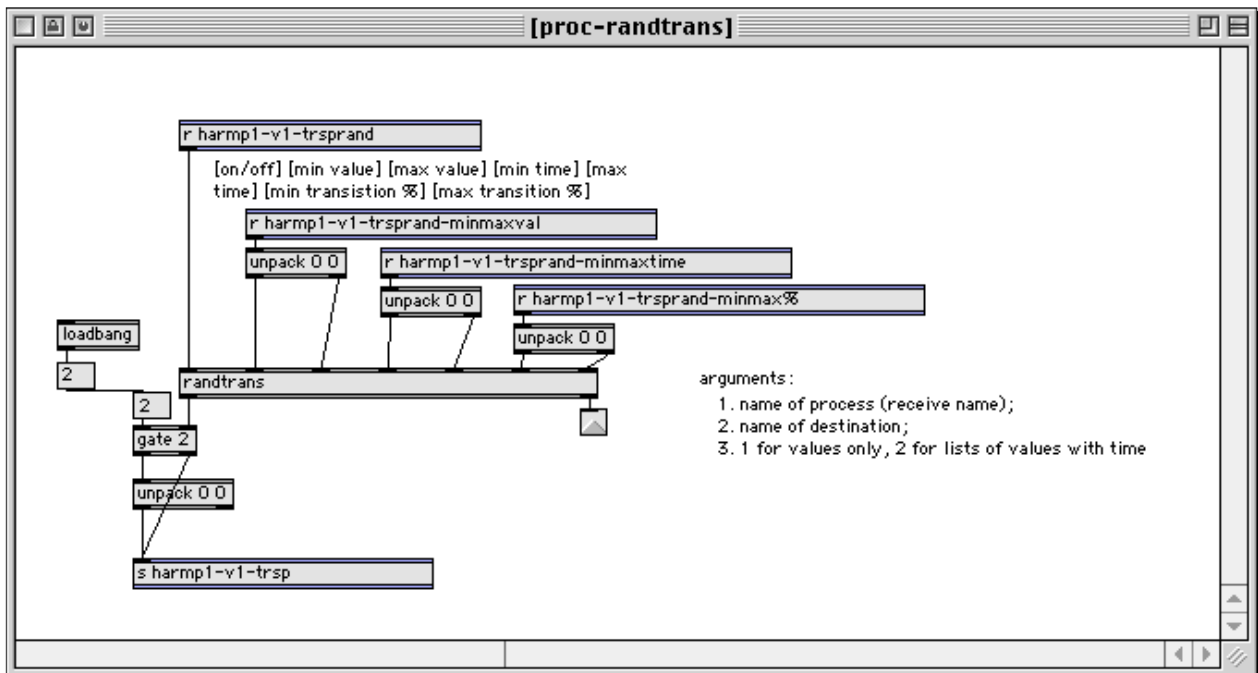 [proc-randtrans]
r harmp1-v1-trsprand
[on/off] [min value] [max value] [min time] [max
time] [min transistion %] [max transition %]
r harmp1-v1-trsprand-minmaxval
unpack 0 0
r harmp1-v1-trsprand-minmaxtime
unpack 0 0
r harmp1-v1-trsprand-minmax%
unpack 0 0
loadbang
2
randtrans
2
gate 2
unpack 0 0
s harmp1-v1-trsp
arguments:
1. name of process (receive name);
2. name of destination;
3. 1 for values only, 2 for lists of values with time